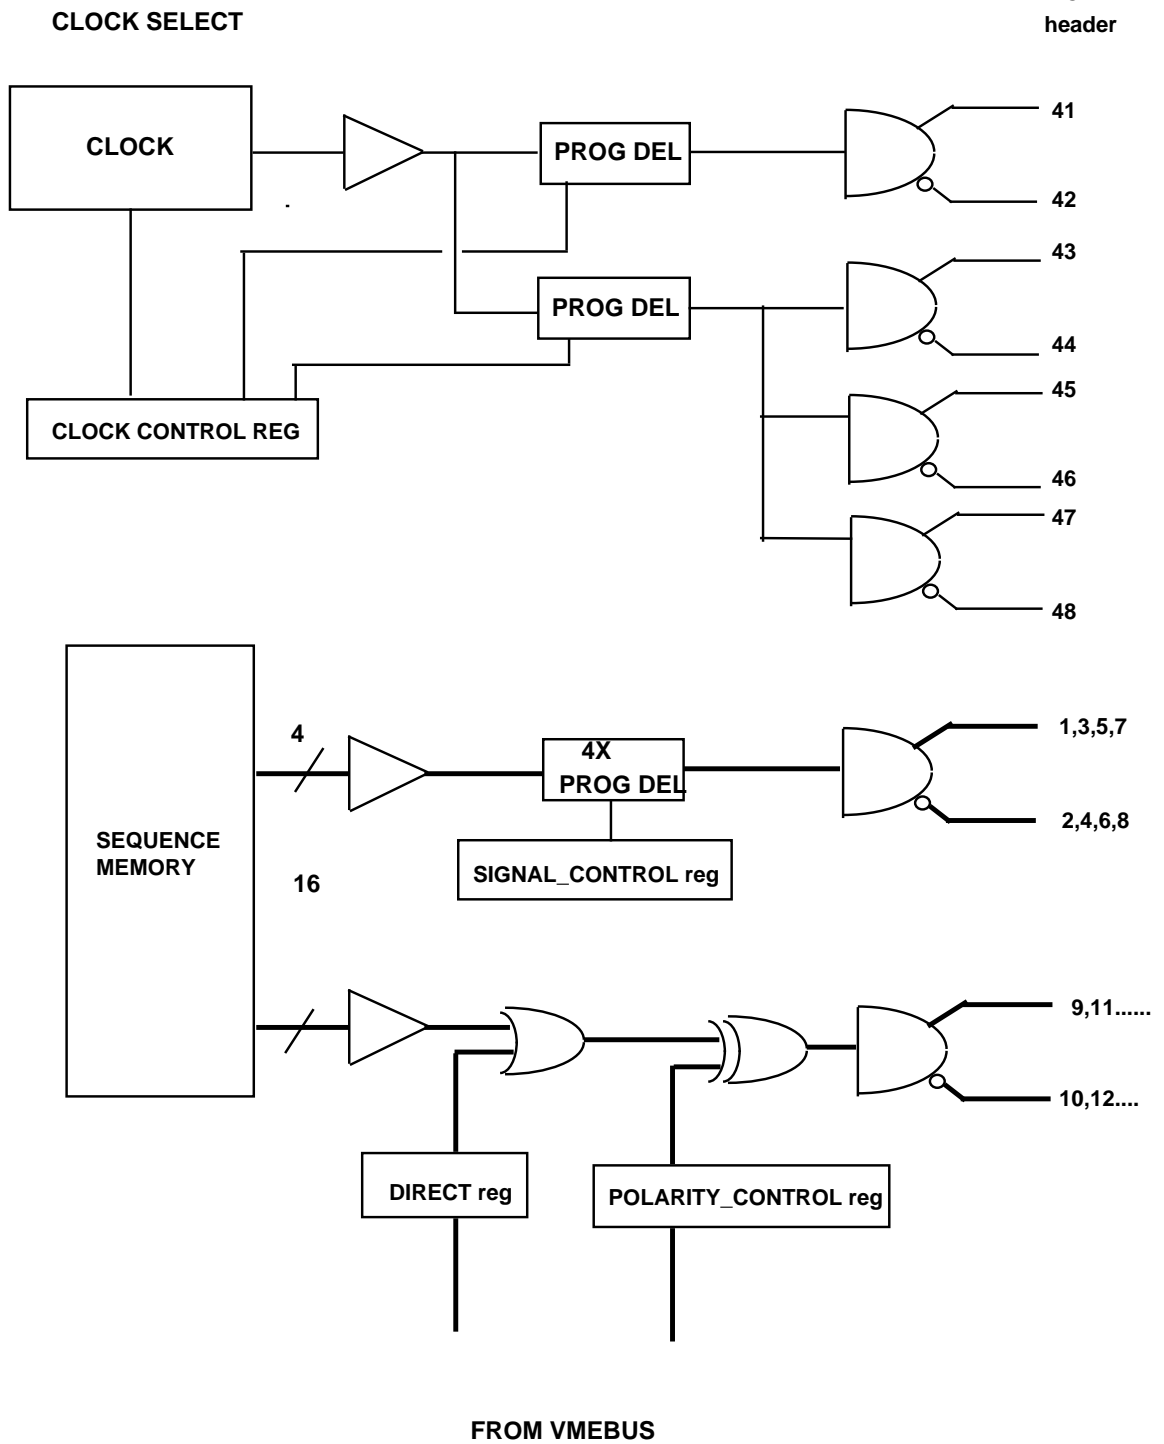 CLOCK SELECT
header
CLOCK
PROG DEL
41
42
43
PROG DEL
44
45
CLOCK CONTROL REG
46
47
48
4
4X
PROG DEL
1,3,5,7
2,4,6,8
SEQUENCE
MEMORY
SIGNAL_CONTROL reg
16
9,11......
10,12....
DIRECT reg
POLARITY_CONTROL reg
FROM VMEBUS